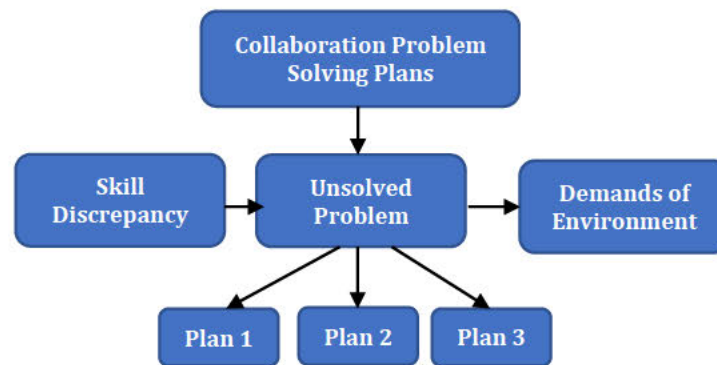 Collaboration Problem
Solving Plans
Skill
Discrepancy
Unsolved
Problem
Demands of
Environment
Plan 1
Plan 2
Plan 3